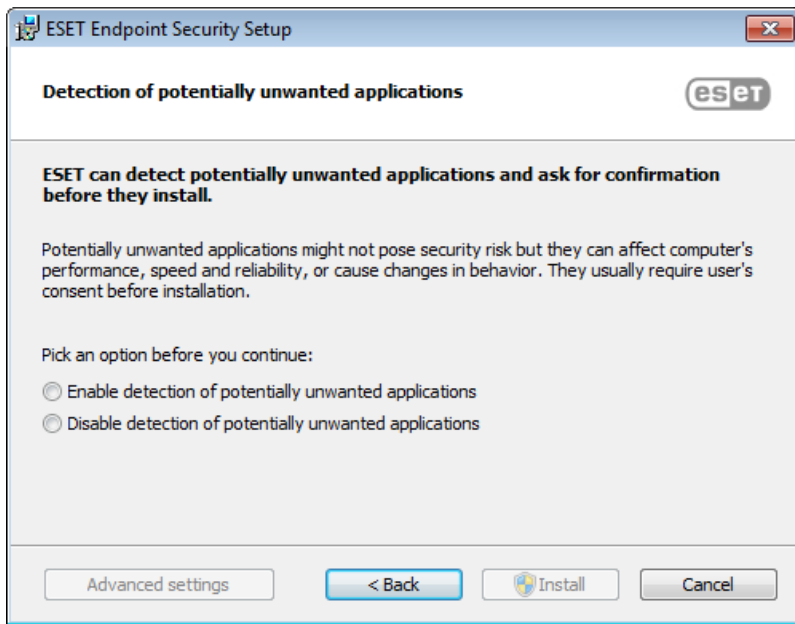 ESET Endpoint Security Setup
Detection of potentially unwanted applications
eseT
ESET can detect potentially unwanted applications and ask for confirmation
before they install.
Potentially unwanted applications might not pose security risk but they can affect computer's
performance, speed and reliability, or cause changes in behavior. They usually require user's
consent before installation.
Pick an option before you continue:
Enable detection of potentially unwanted applications
Disable detection of potentially unwanted applications
Advanced settings
< Back
Install
Cancel